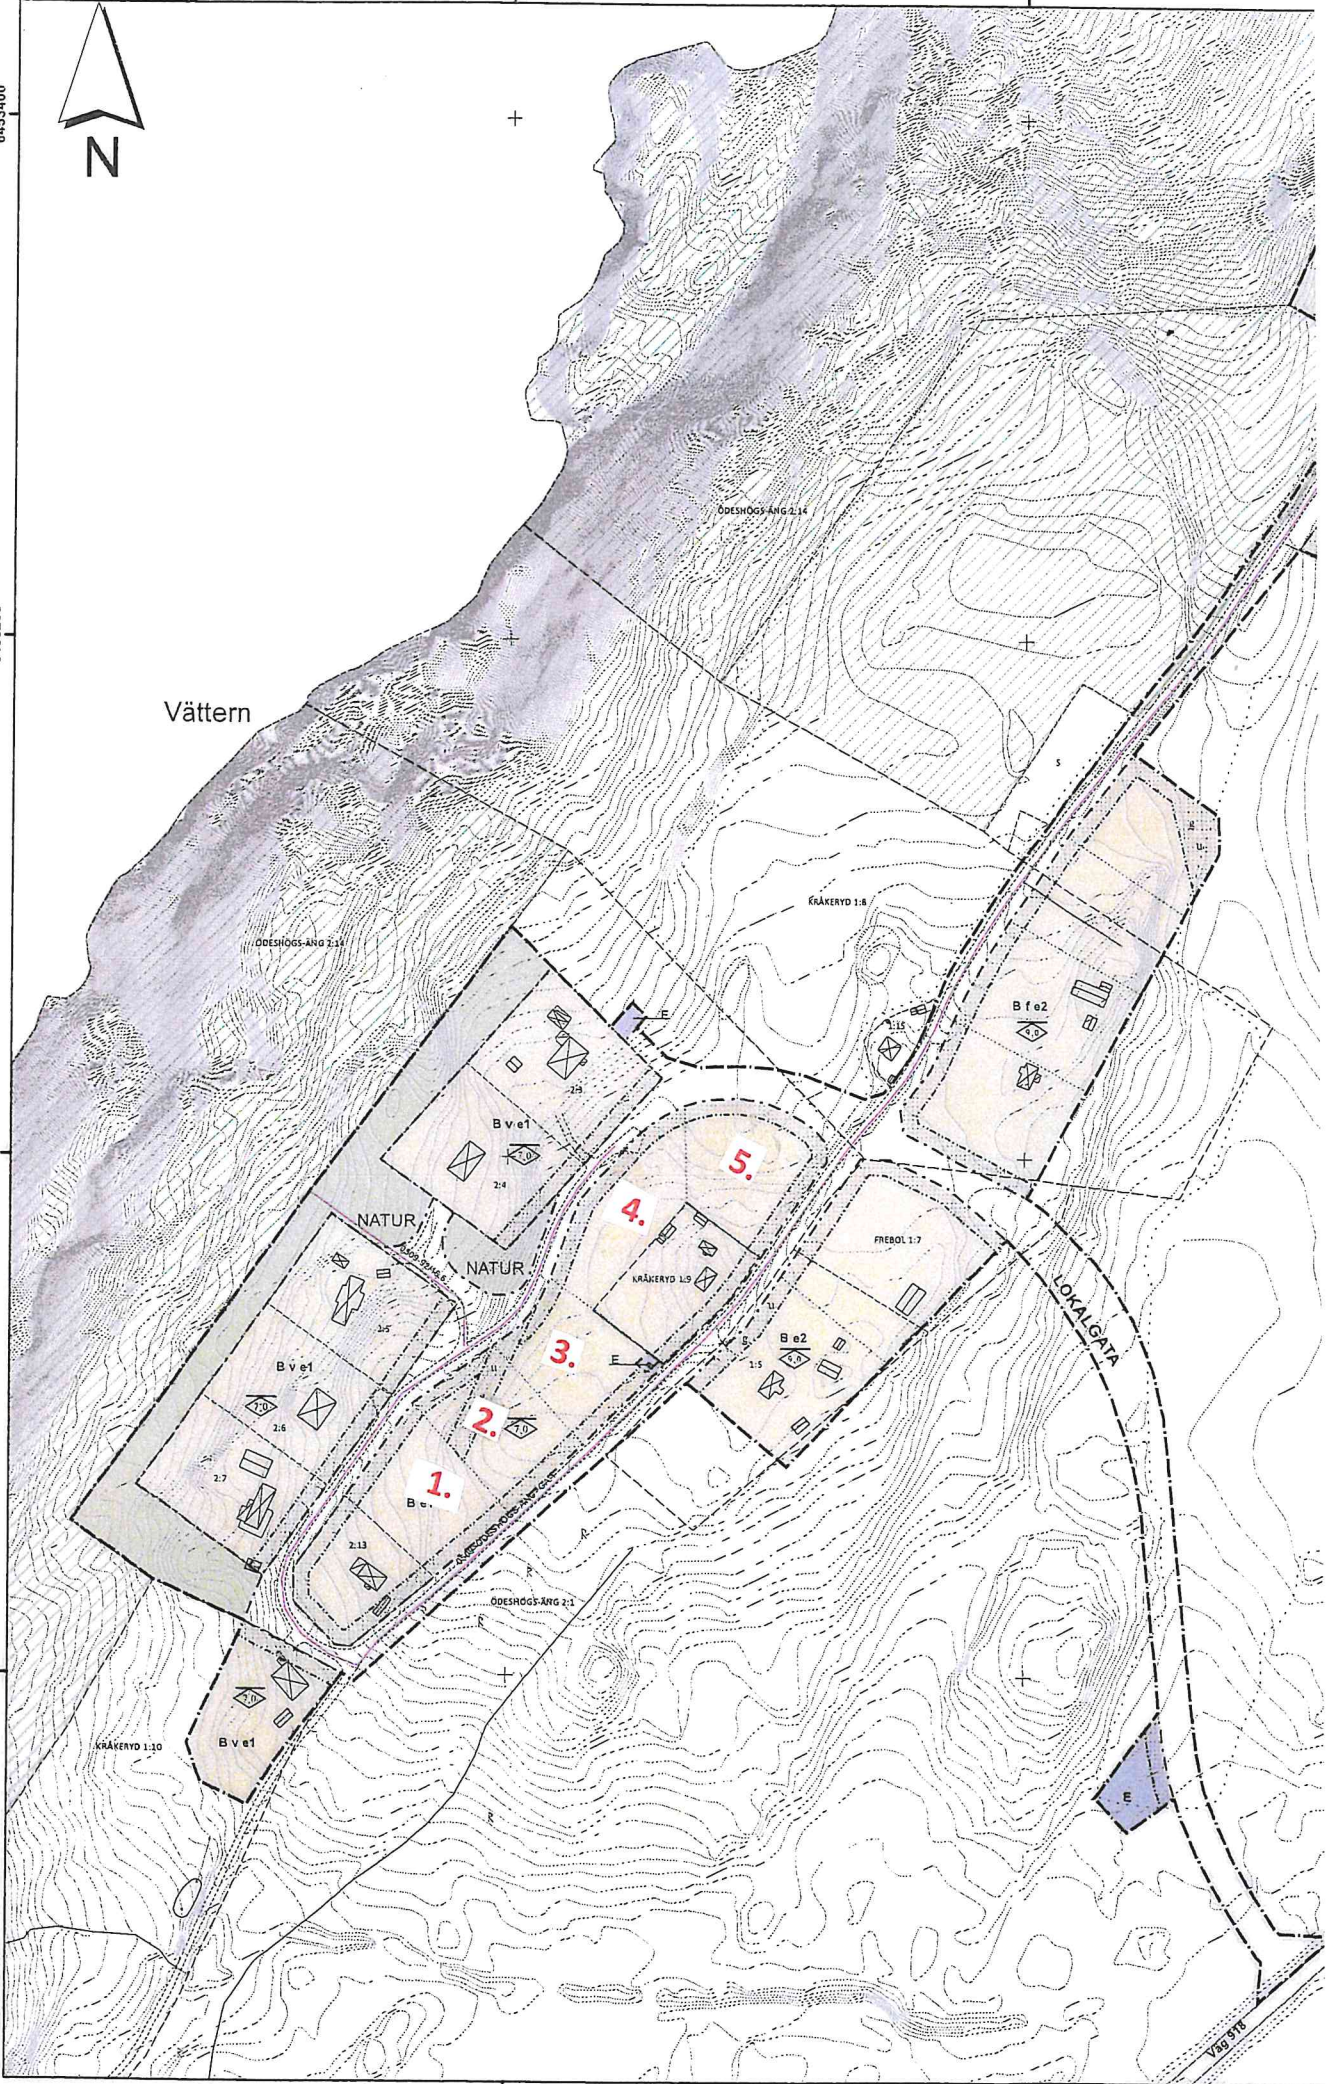 N
Vättern
ÖDESHÖGS-ÄNG 2:14
S
KRÅKERYD 1:8
ÖDESHÖGS-ÄNG 2:14
g
u
E
1:15
B f e2
9,0
2:3
B v e1
7,0
2:4
5.
4.
NATUR
NATUR
KRÅKERYD 1:9
FREBOL 1:7
LOKALGATA
2:5
u
g
B e2
9,0
1:5
3.
E
B v e1
7,0
2:6
u
2.
7,0
2:7
1.
B e1
2:13
ÖDESHÖGS-ÄNG 2:1
7,0
B v e1
KRÅKERYD 1:10
E
Väg 918